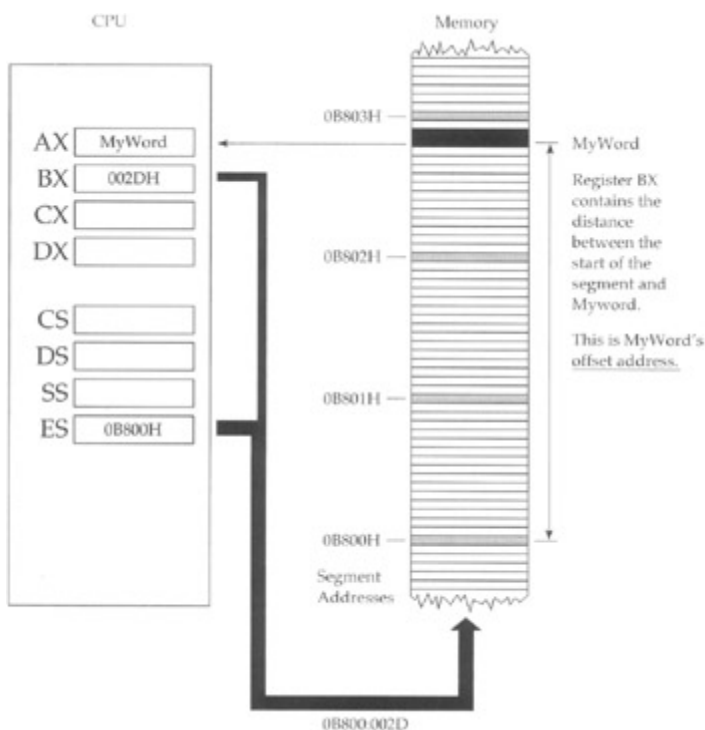 CPU
AX MyWord
BX 002DH
CX
DX
CS
DS
SS
ES 0B800H
Memory
0B803H
0B802H
0B801H
0B800H
Segment
Addresses
MyWord
Register BX
contains the
distance
between the
start of the
segment and
Myword.
This is MyWord's
offset address.
0B800:002D